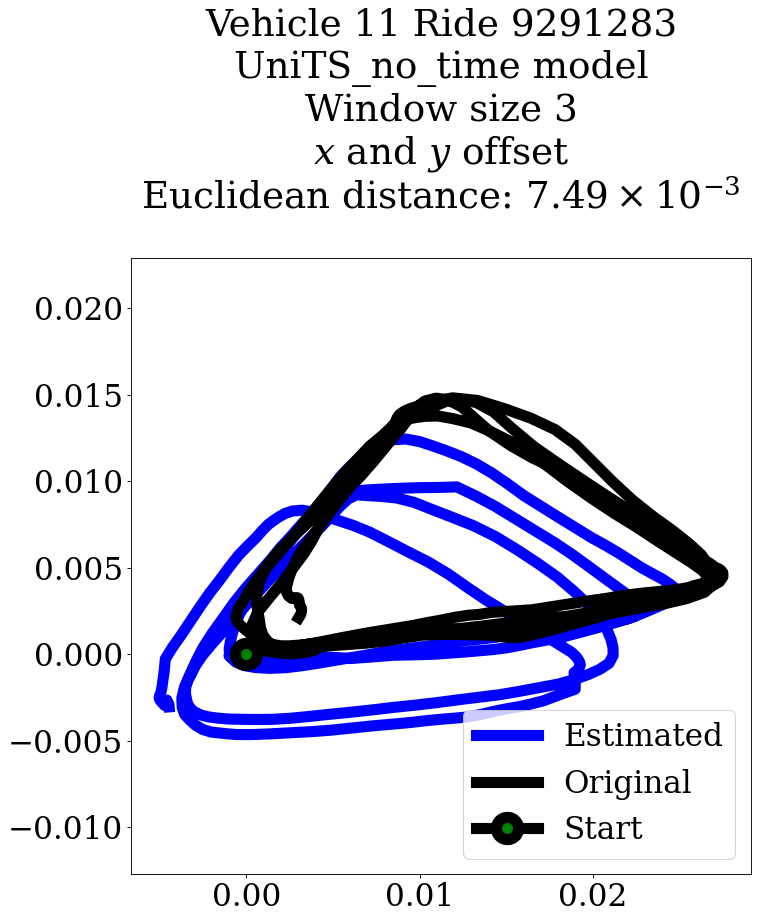 Vehicle 11 Ride 9291283
UniTS_no_time model
Window size 3
x and y offset
Euclidean distance: 7.49 × 10⁻³
0.020
0.015
0.010
0.005
0.000
−0.005
−0.010
Estimated
Original
Start
0.00 0.01 0.02